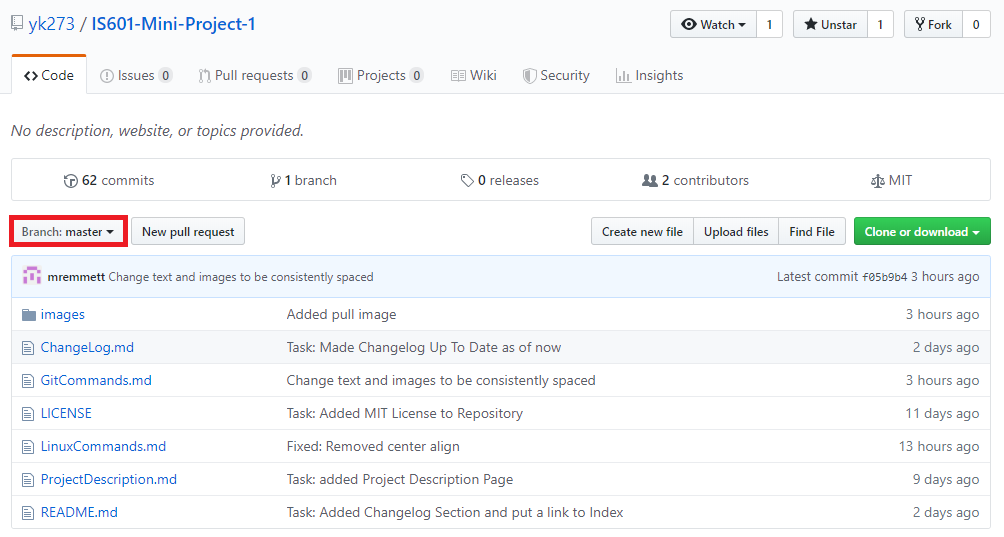 yk273 / IS601-Mini-Project-1 Watch 1 Unstar 1 Fork 0
Code Issues 0 Pull requests 0 Projects 0 Wiki Security Insights
No description, website, or topics provided.
62 commits 1 branch 0 releases 2 contributors MIT
Branch: master New pull request Create new file Upload files Find File Clone or download
mremmett Change text and images to be consistently spaced Latest commit f05b9b4 3 hours ago
images Added pull image 3 hours ago
ChangeLog.md Task: Made Changelog Up To Date as of now 2 days ago
GitCommands.md Change text and images to be consistently spaced 3 hours ago
LICENSE Task: Added MIT License to Repository 11 days ago
LinuxCommands.md Fixed: Removed center align 13 hours ago
ProjectDescription.md Task: added Project Description Page 9 days ago
README.md Task: Added Changelog Section and put a link to Index 2 days ago